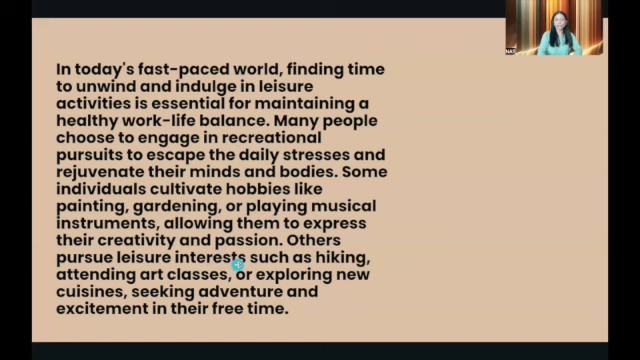 In today's fast-paced world, finding time
to unwind and indulge in leisure
activities is essential for maintaining a
healthy work-life balance. Many people
choose to engage in recreational
pursuits to escape the daily stresses and
rejuvenate their minds and bodies. Some
individuals cultivate hobbies like
painting, gardening, or playing musical
instruments, allowing them to express
their creativity and passion. Others
pursue leisure interests such as hiking,
attending art classes, or exploring new
cuisines, seeking adventure and
excitement in their free time.